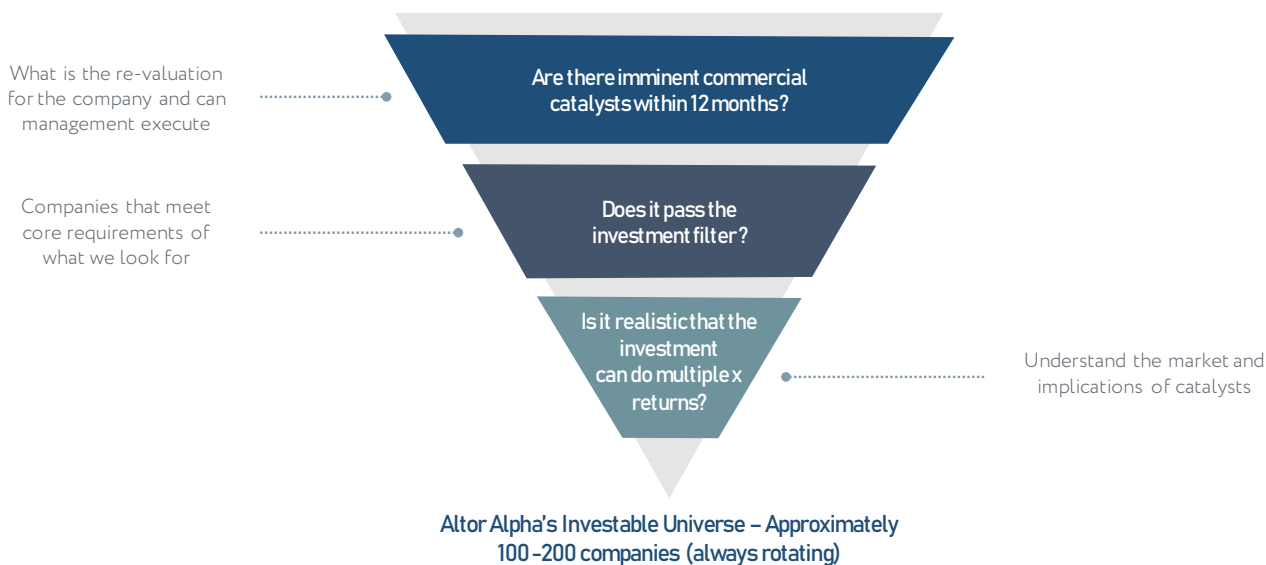 What is the re-valuation
for the company and can
management execute
Are there imminent commercial
catalysts within 12 months?
Companies that meet
core requirements of
what we look for
Does it pass the
investment filter?
Is it realistic that the
investment
can do multiple x
returns?
Understand the market and
implications of catalysts
Altor Alpha's Investable Universe – Approximately
100-200 companies (always rotating)